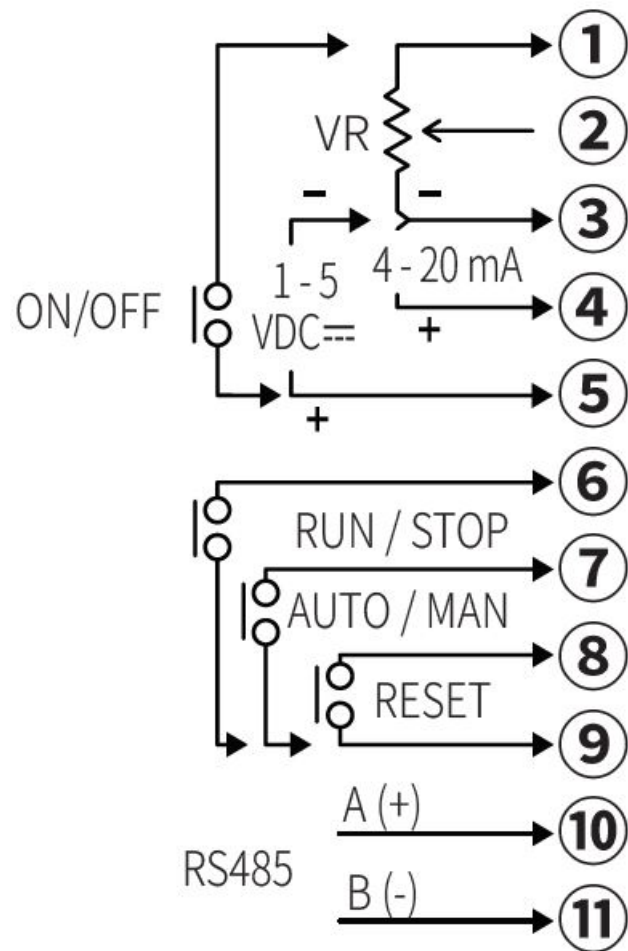 1
VR
2
-
-
3
1 - 5
VDC⎓
4 - 20 mA
+
4
ON/OFF
+
5
6
RUN / STOP
7
AUTO / MAN
8
RESET
9
A (+)
10
RS485
B (-)
11